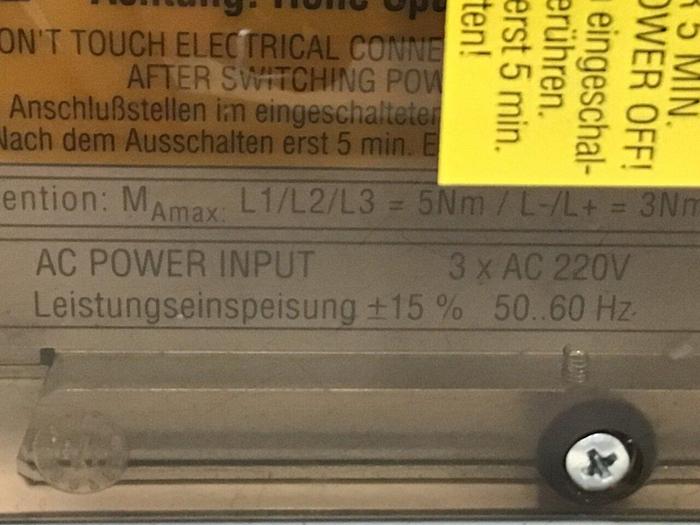 Achtung! Hohe
ON'T TOUCH ELECTRICAL CONNE
AFTER SWITCHING POW
Anschlußstellen im eingeschalteten
Nach dem Ausschalten erst 5 min. E
ention: MAmax: L1/L2/L3 = 5Nm / L-/L+ = 3Nm
AC POWER INPUT 3 x AC 220V
Leistungseinspeisung ±15 % 50..60 Hz
5 MIN.
OWER OFF!
eingeschal-
erühren.
erst 5 min.
ten!